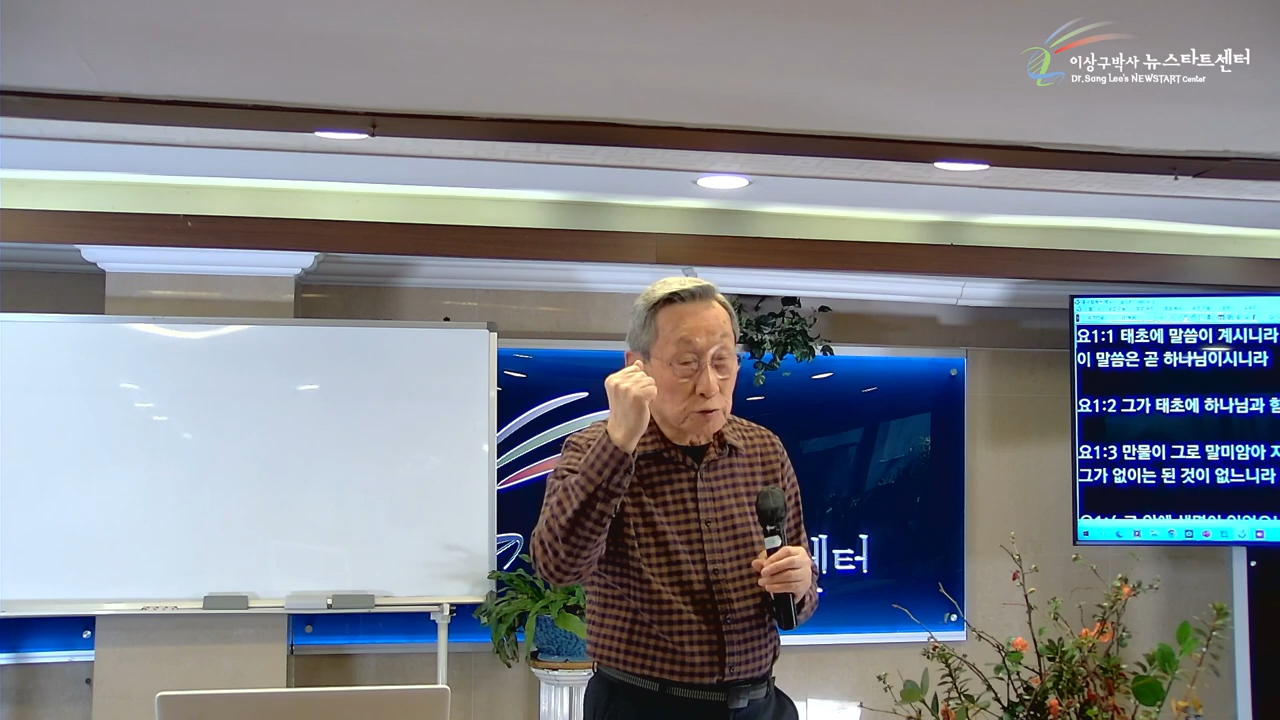 이상구박사 뉴스타트센터
Dr. Sang Lee's NEWSTART Center
요1:1 태초에 말씀이 계시니라
이 말씀은 곧 하나님이시니라
요1:2 그가 태초에 하나님과
요1:3 만물이 그로 말미암아
그가 없이는 된 것이 없느니라
센터